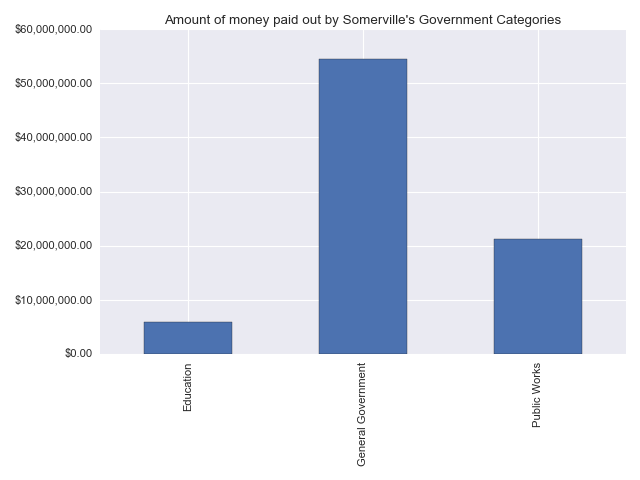 Amount of money paid out by Somerville's Government Categories
$60,000,000.00
$50,000,000.00
$40,000,000.00
$30,000,000.00
$20,000,000.00
$10,000,000.00
$0.00
Education
General Government
Public Works